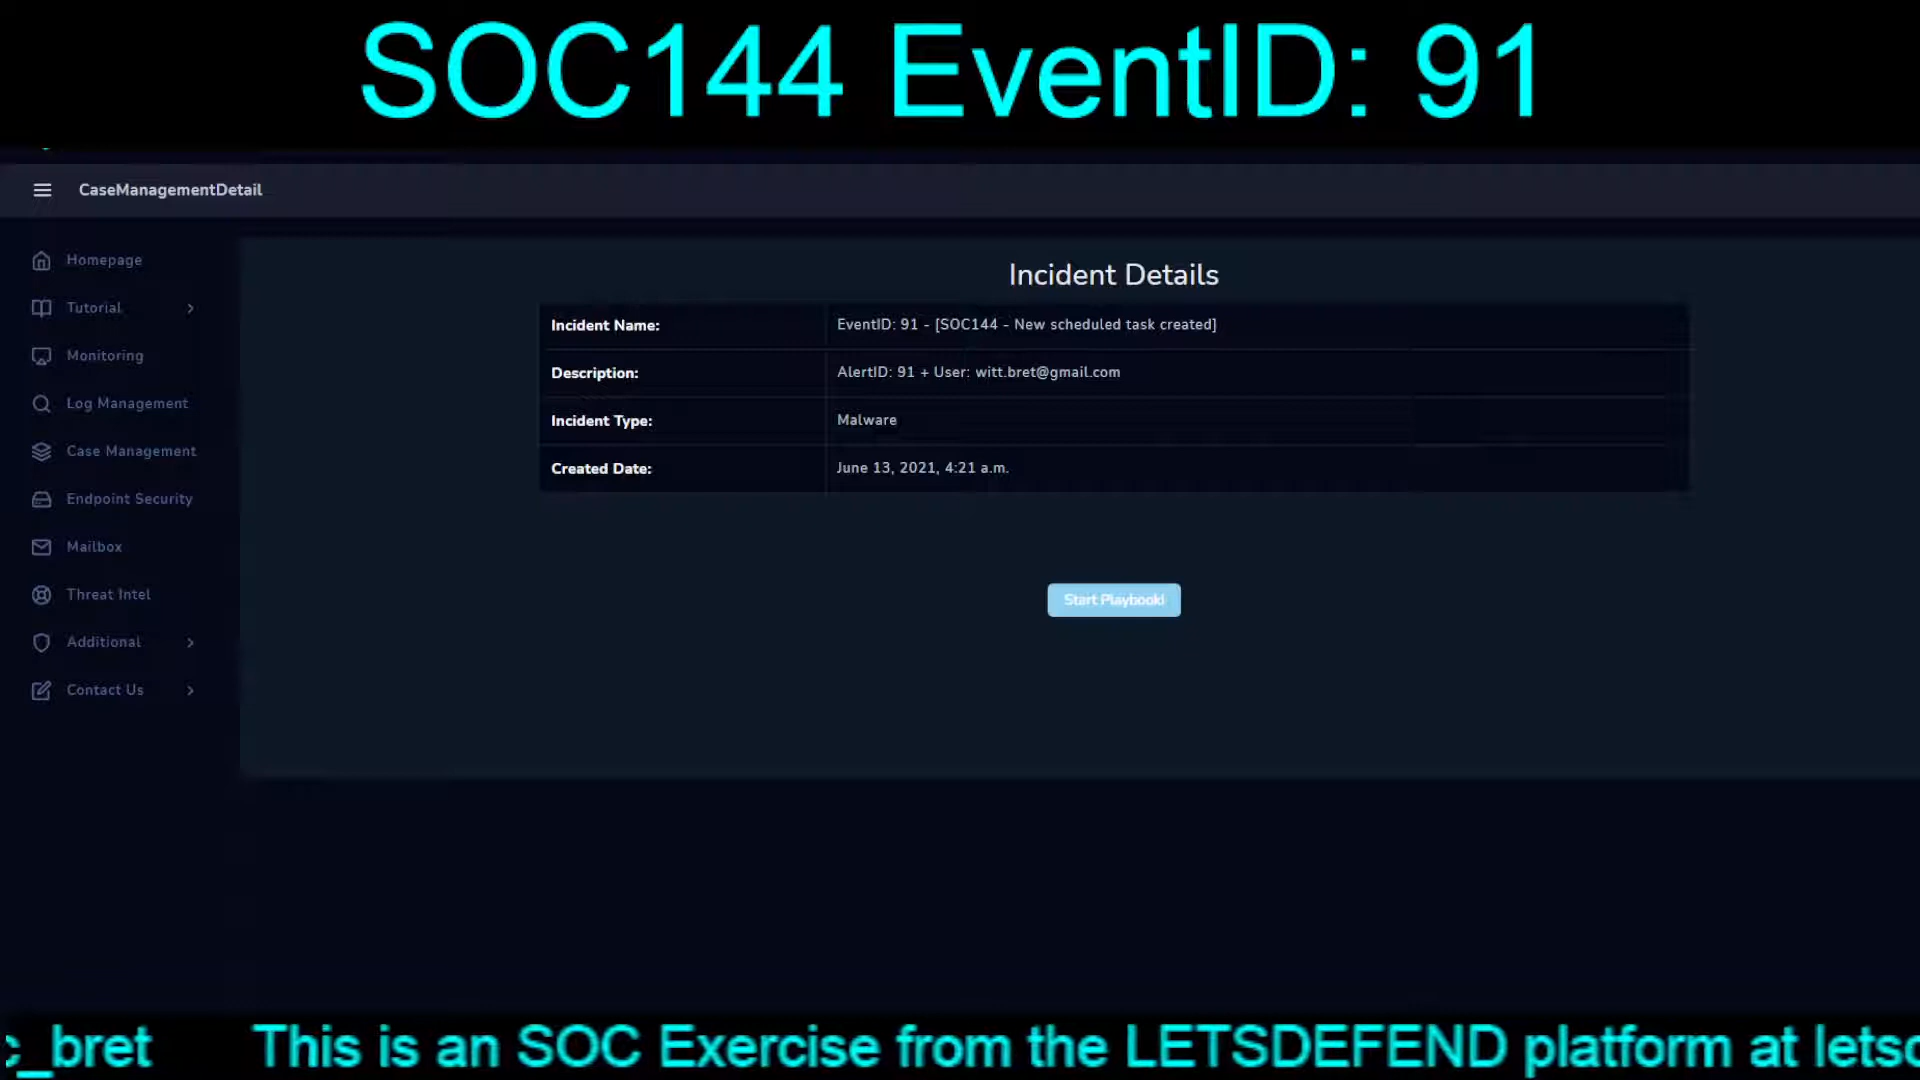 SOC144 EventID: 91
CaseManagementDetail
Homepage
Tutorial
Monitoring
Log Management
Case Management
Endpoint Security
Mailbox
Threat Intel
Additional
Contact Us
Incident Details
Incident Name: EventID: 91 - [SOC144 - New scheduled task created]
Description: AlertID: 91 + User: witt.bret@gmail.com
Incident Type: Malware
Created Date: June 13, 2021, 4:21 a.m.
Start Playbook!
c_bret This is an SOC Exercise from the LETSDEFEND platform at